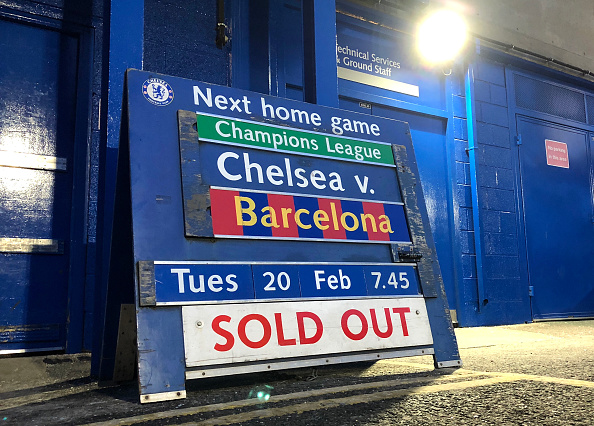 Technical Services
& Ground Staff
Next home game
Champions League
Chelsea v.
Barcelona
Tues 20 Feb 7.45
SOLD OUT